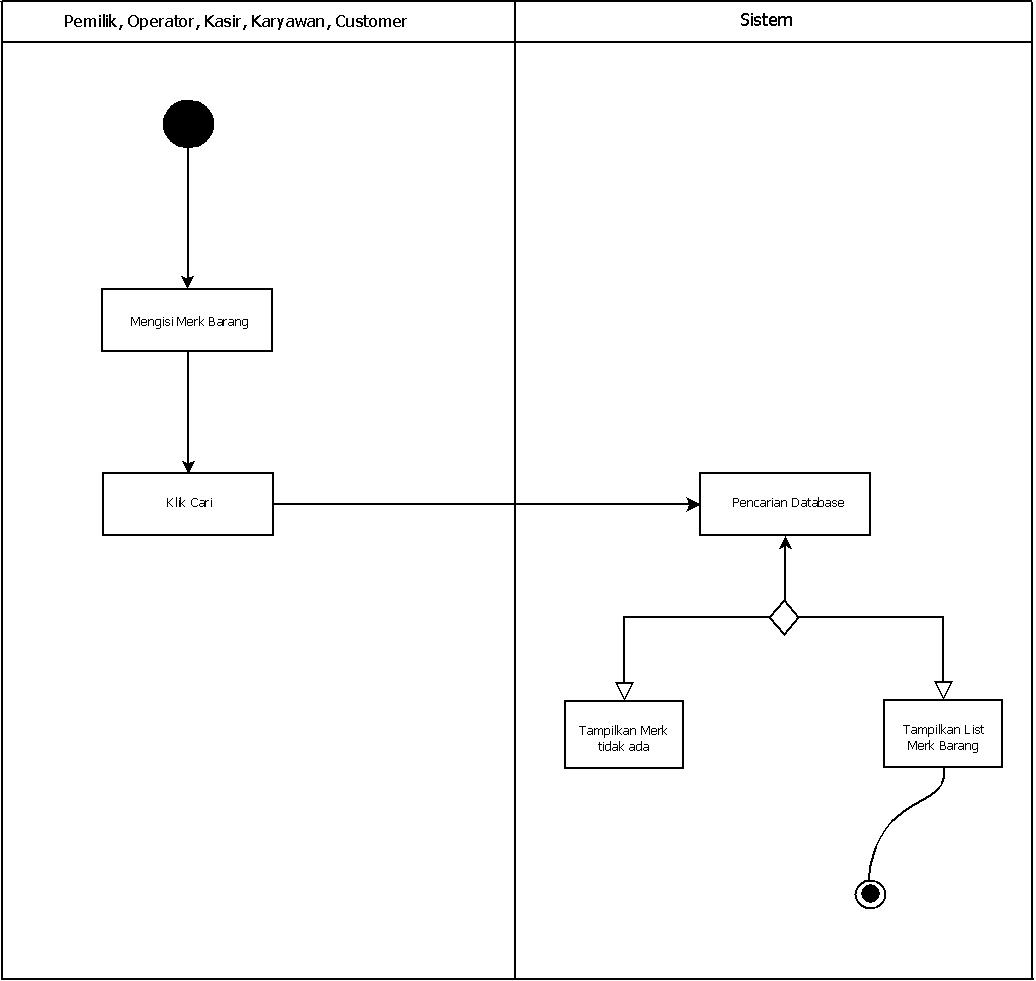 Pemilik, Operator, Kasir, Karyawan, Customer
Sistem
Mengisi Merk Barang
Klik Cari
Pencarian Database
Tampilkan Merk
tidak ada
Tampilkan List
Merk Barang